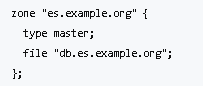 zone "es.example.org" {
  type master;
  file "db.es.example.org";
};